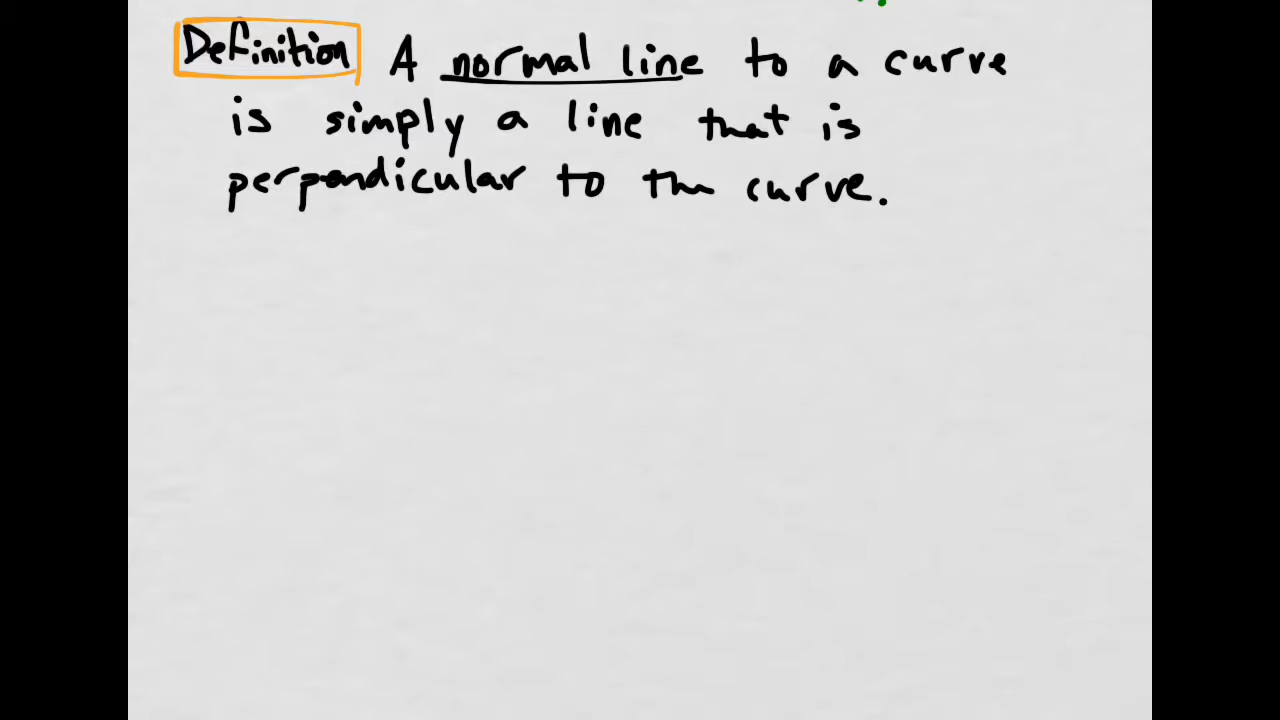 Definition A normal line to a curve
is simply a line that is
perpendicular to the curve.